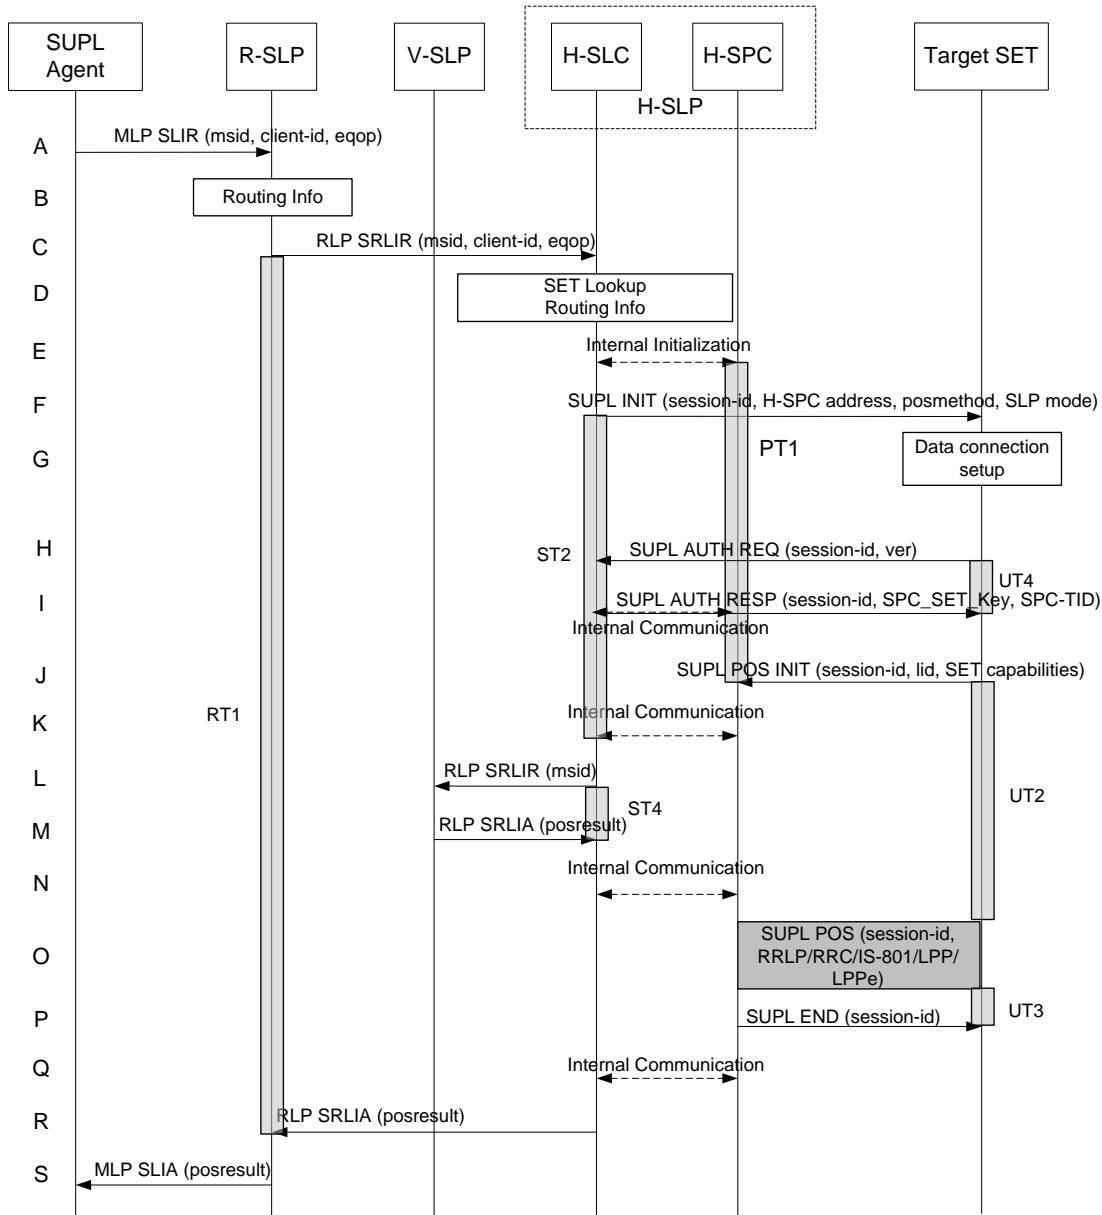 SUPL
Agent
R-SLP
V-SLP
H-SLC
H-SPC
Target SET
H-SLP
A
MLP SLIR (msid, client-id, eqop)
B
Routing Info
C
RLP SRLIR (msid, client-id, eqop)
D
SET Lookup
Routing Info
E
Internal Initialization
F
SUPL INIT (session-id, H-SPC address, posmethod, SLP mode)
G
PT1
Data connection
setup
H
ST2
SUPL AUTH REQ (session-id, ver)
UT4
I
SUPL AUTH RESP (session-id, SPC_SET_Key, SPC-TID)
Internal Communication
J
SUPL POS INIT (session-id, lid, SET capabilities)
RT1
K
Internal Communication
L
RLP SRLIR (msid)
ST4
UT2
M
RLP SRLIA (posresult)
N
Internal Communication
O
SUPL POS (session-id,
RRLP/RRC/IS-801/LPP/
LPPe)
P
SUPL END (session-id)
UT3
Q
Internal Communication
R
RLP SRLIA (posresult)
S
MLP SLIA (posresult)